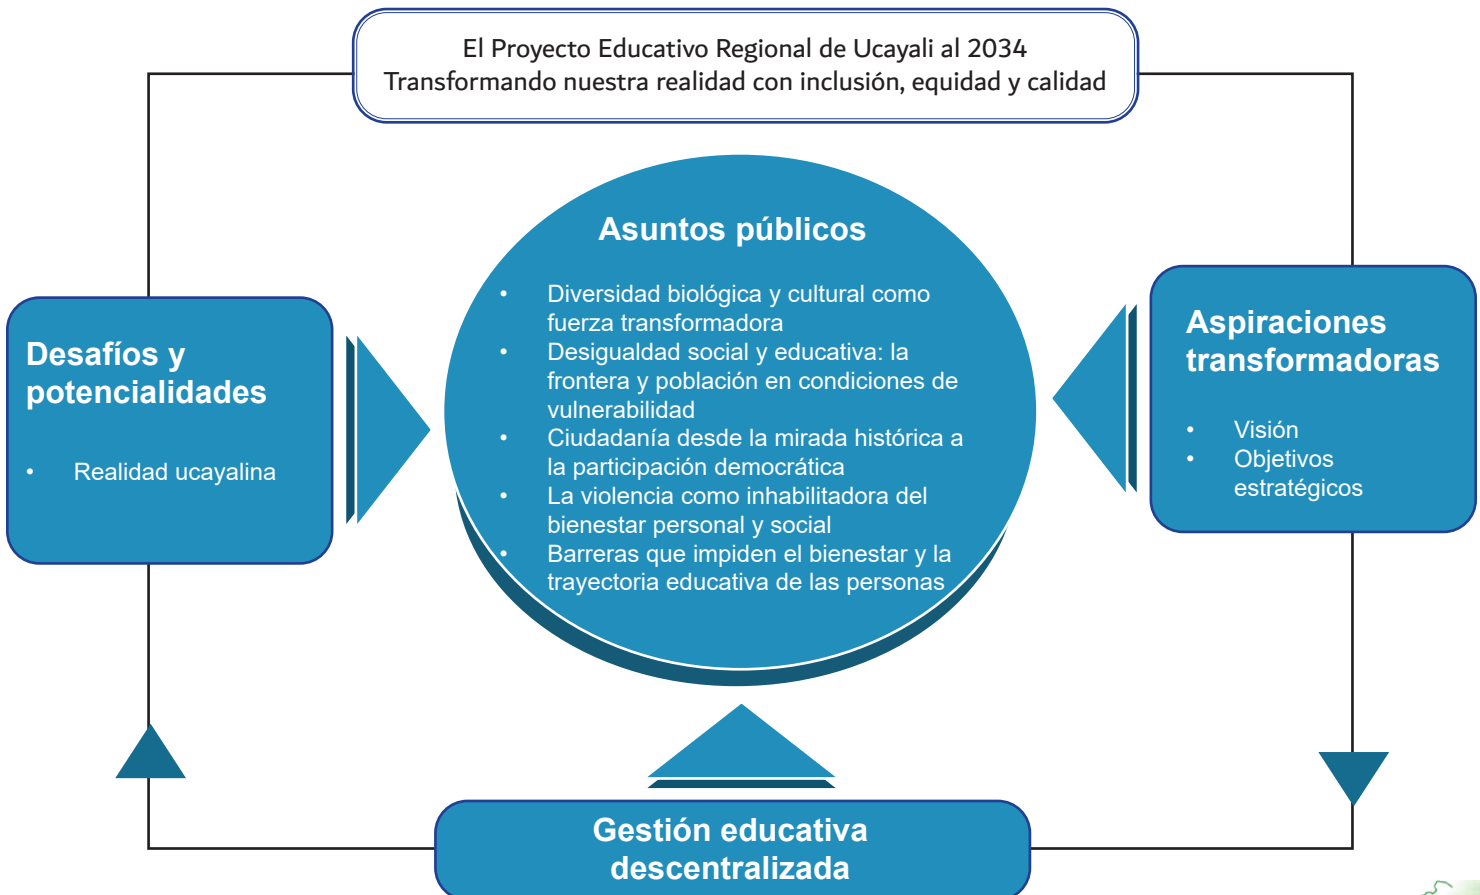 El Proyecto Educativo Regional de Ucayali al 2034
Transformando nuestra realidad con inclusión, equidad y calidad
Desafíos y
potencialidades
• Realidad ucayalina
Asuntos públicos
• Diversidad biológica y cultural como
fuerza transformadora
• Desigualdad social y educativa: la
frontera y población en condiciones de
vulnerabilidad
• Ciudadanía desde la mirada histórica a
la participación democrática
• La violencia como inhabilitadora del
bienestar personal y social
• Barreras que impiden el bienestar y la
trayectoria educativa de las personas
Aspiraciones
transformadoras
• Visión
• Objetivos
estratégicos
Gestión educativa
descentralizada